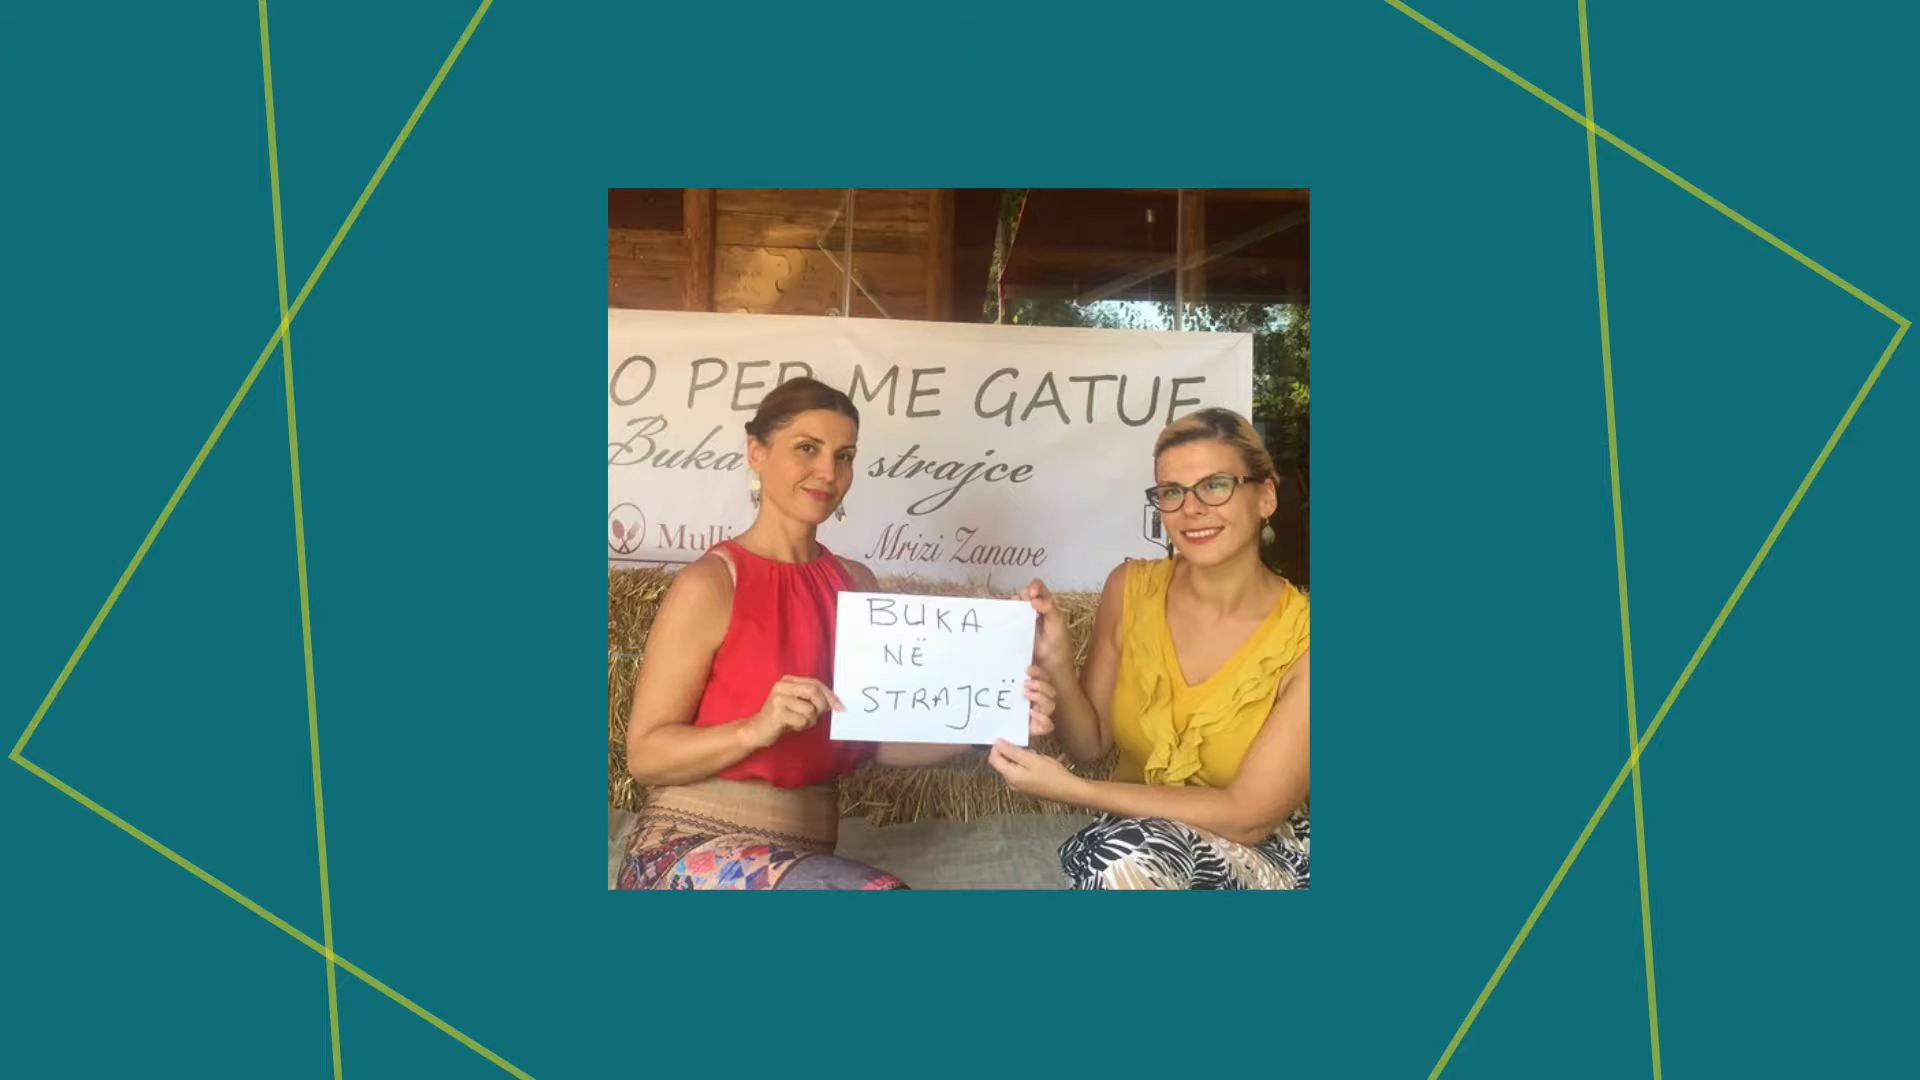 O PER ME GATUE
Buka strajce
Mrizi Zanave
BUKA
NË
STRAJCË